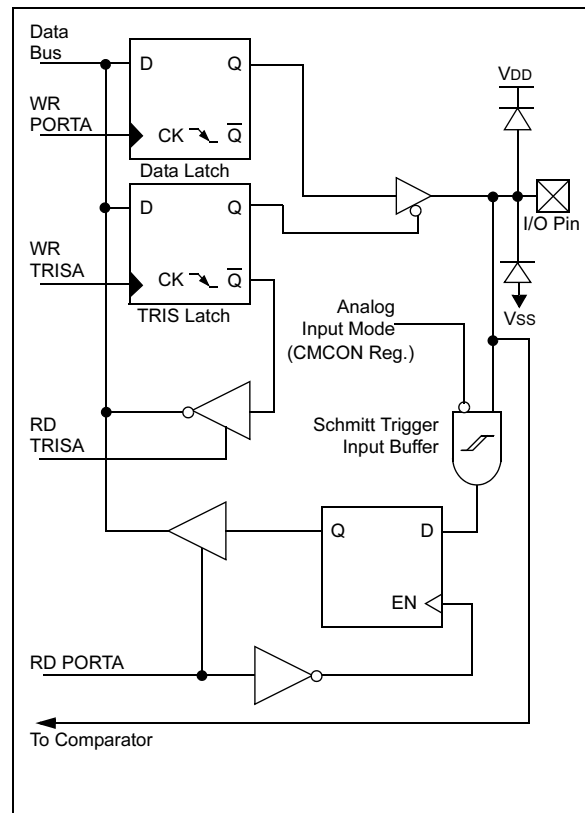 Data
Bus
D
Q
VDD
WR
PORTA
CK
Q
Data Latch
D
Q
I/O Pin
WR
TRISA
CK
Q
TRIS Latch
VSS
Analog
Input Mode
(CMCON Reg.)
Schmitt Trigger
Input Buffer
RD
TRISA
Q
D
EN
RD PORTA
To Comparator